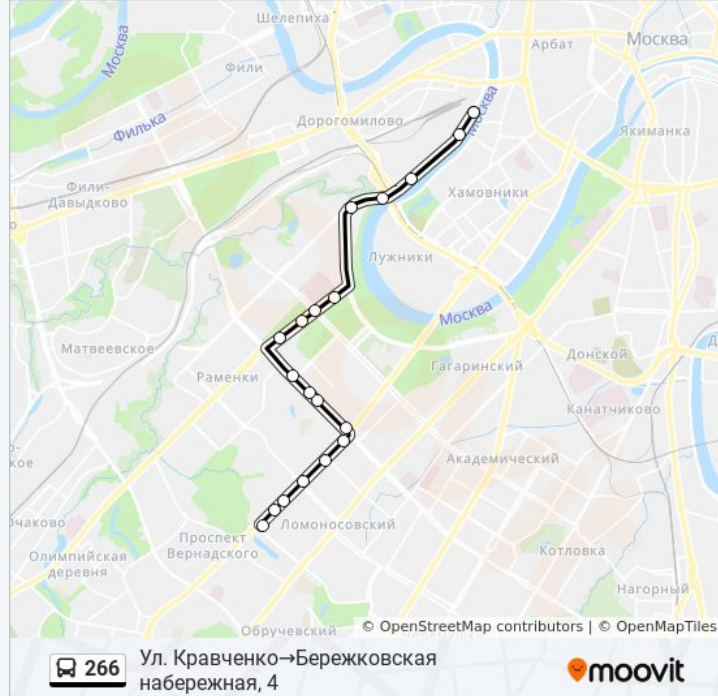 Шелепиха
Москва
Арбат
Москва
Фили
Дорогомилово
Москва
Филька
Якиманка
Фили-
Давыдково
Хамовники
Лужники
Москва
Матвеевское
Раменки
Гагаринский
Донской
Канатчиково
Академический
Очаково
Ломоносовский
Проспект
Вернадского
Олимпийская
деревня
Котловка
Нагорный
Обручевский
© OpenStreetMap contributors | © OpenMapTiles
266
Ул. Кравченко→Бережковская
набережная, 4
moovit